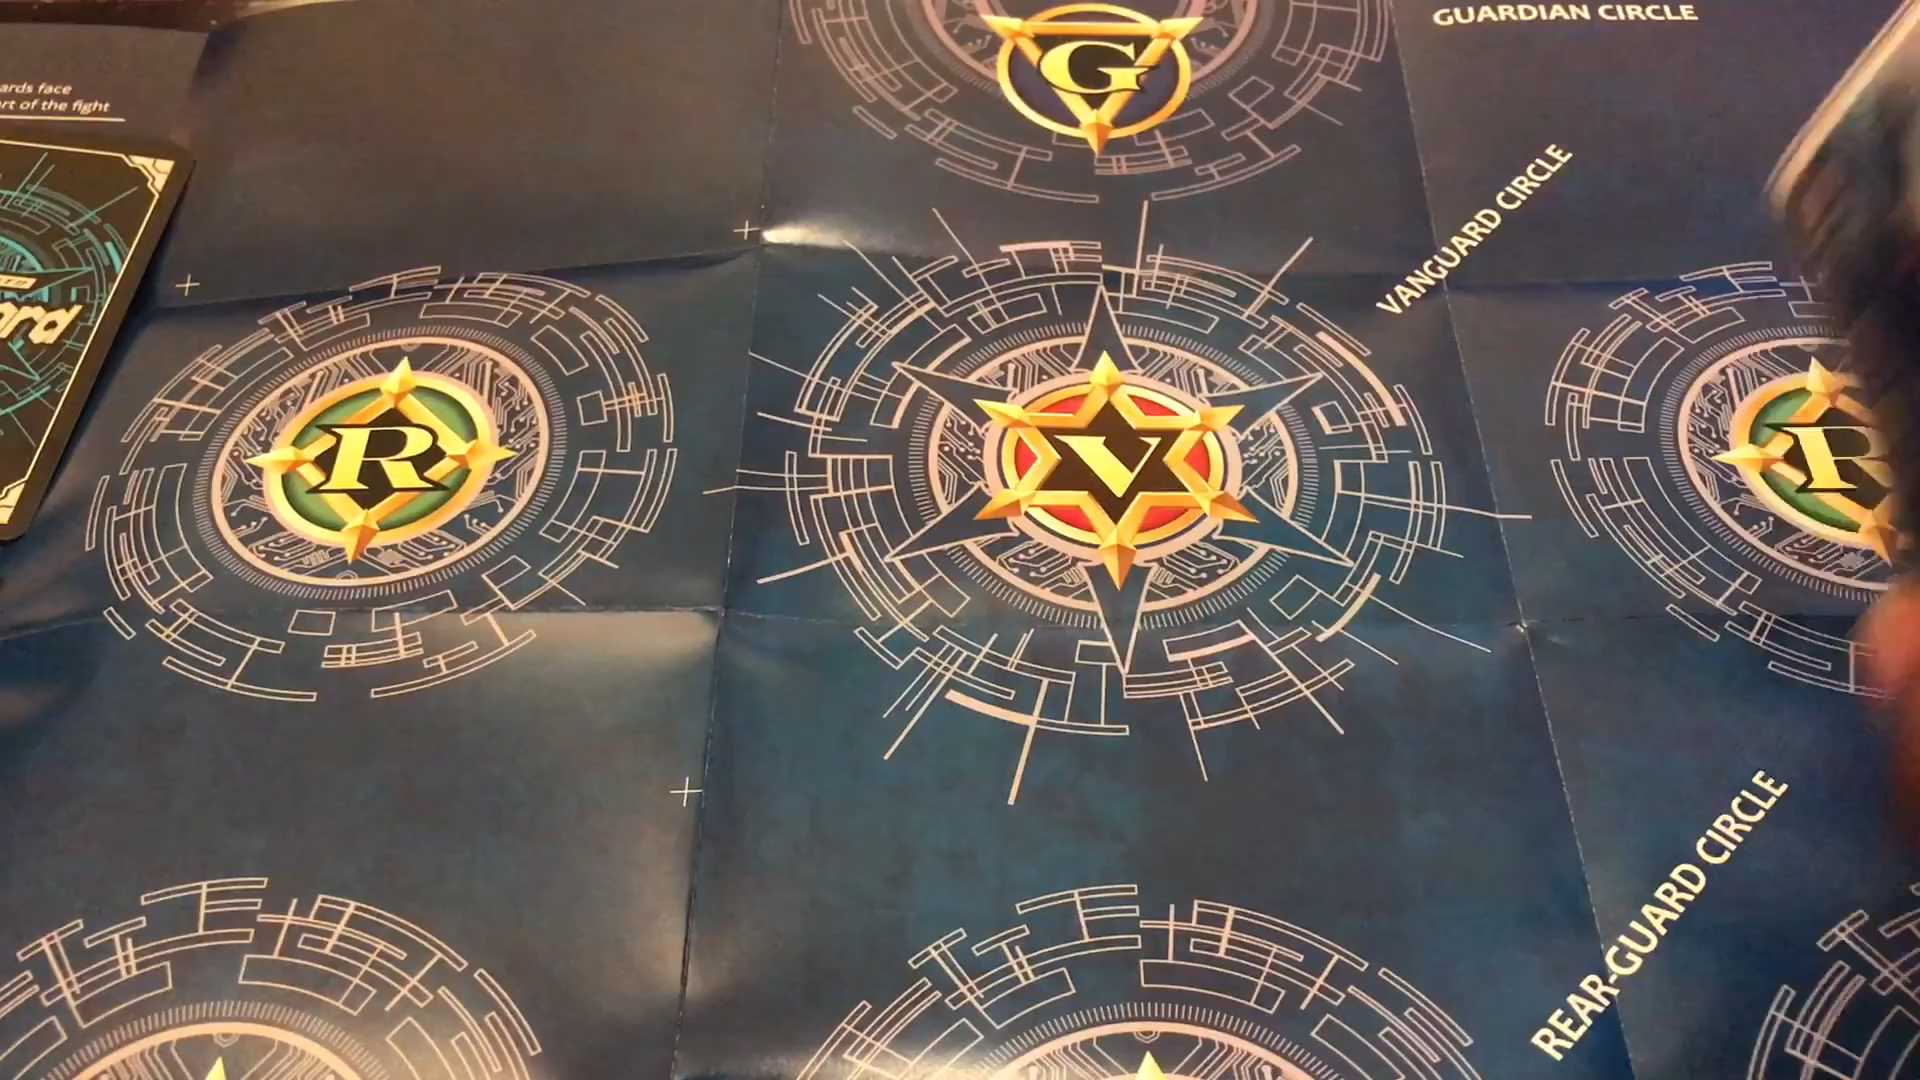 GUARDIAN CIRCLE
ards face
rt of the fight
G
VANGUARD CIRCLE
R
V
R
REAR-GUARD CIRCLE